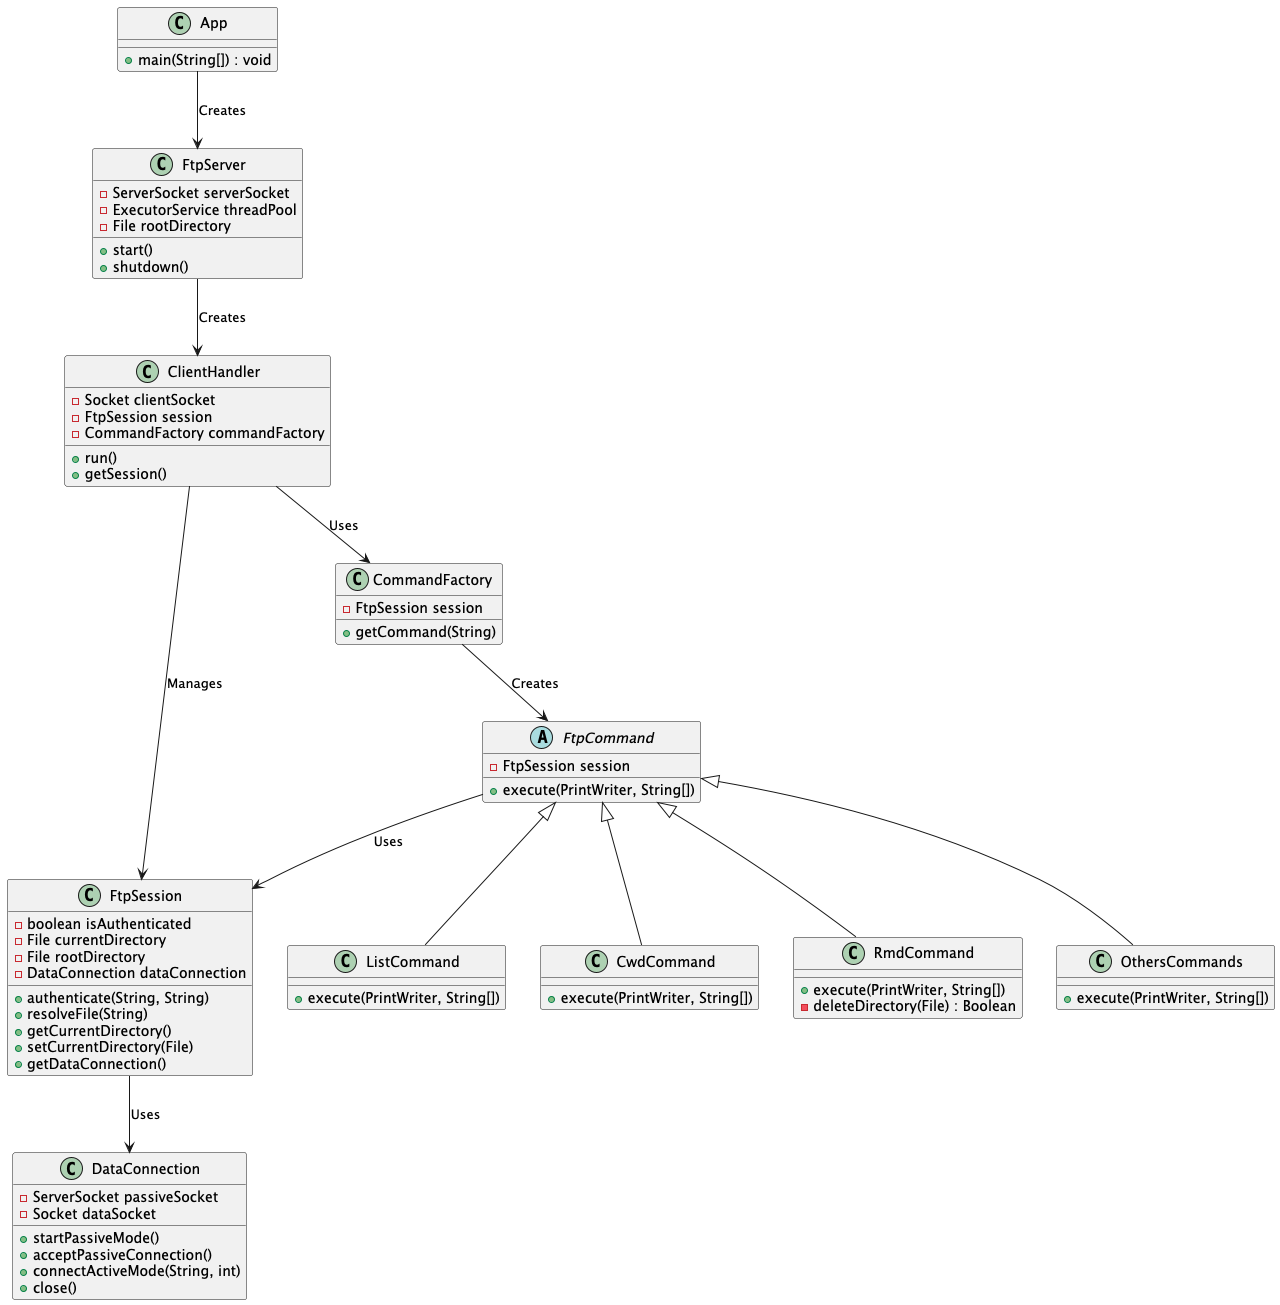 C App
main(String[]) : void
Creates
C FtpServer
ServerSocket serverSocket
ExecutorService threadPool
File rootDirectory
start()
shutdown()
Creates
C ClientHandler
Socket clientSocket
FtpSession session
CommandFactory commandFactory
run()
getSession()
Uses
C CommandFactory
FtpSession session
getCommand(String)
Manages
Creates
A FtpCommand
FtpSession session
execute(PrintWriter, String[])
Uses
C FtpSession
boolean isAuthenticated
File currentDirectory
File rootDirectory
DataConnection dataConnection
authenticate(String, String)
resolveFile(String)
getCurrentDirectory()
setCurrentDirectory(File)
getDataConnection()
C ListCommand
execute(PrintWriter, String[])
C CwdCommand
execute(PrintWriter, String[])
C RmdCommand
execute(PrintWriter, String[])
deleteDirectory(File) : Boolean
C OthersCommands
execute(PrintWriter, String[])
Uses
C DataConnection
ServerSocket passiveSocket
Socket dataSocket
startPassiveMode()
acceptPassiveConnection()
connectActiveMode(String, int)
close()